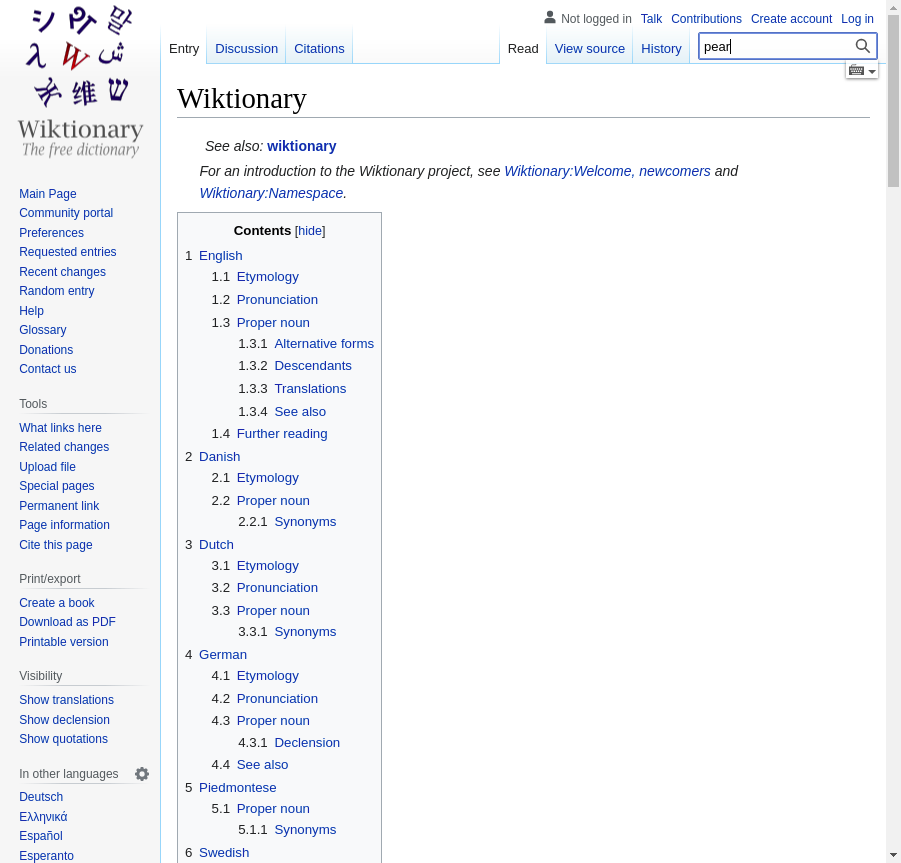 Not logged in Talk Contributions Create account Log in
Entry Discussion Citations Read View source History pear
Wiktionary
The free dictionary
Main Page
Community portal
Preferences
Requested entries
Recent changes
Random entry
Help
Glossary
Donations
Contact us
Tools
What links here
Related changes
Upload file
Special pages
Permanent link
Page information
Cite this page
Print/export
Create a book
Download as PDF
Printable version
Visibility
Show translations
Show declension
Show quotations
In other languages
Deutsch
Ελληνικά
Español
Esperanto
Wiktionary
See also: wiktionary
For an introduction to the Wiktionary project, see Wiktionary:Welcome, newcomers and
Wiktionary:Namespace.
Contents [hide]
1 English
1.1 Etymology
1.2 Pronunciation
1.3 Proper noun
1.3.1 Alternative forms
1.3.2 Descendants
1.3.3 Translations
1.3.4 See also
1.4 Further reading
2 Danish
2.1 Etymology
2.2 Proper noun
2.2.1 Synonyms
3 Dutch
3.1 Etymology
3.2 Pronunciation
3.3 Proper noun
3.3.1 Synonyms
4 German
4.1 Etymology
4.2 Pronunciation
4.3 Proper noun
4.3.1 Declension
4.4 See also
5 Piedmontese
5.1 Proper noun
5.1.1 Synonyms
6 Swedish